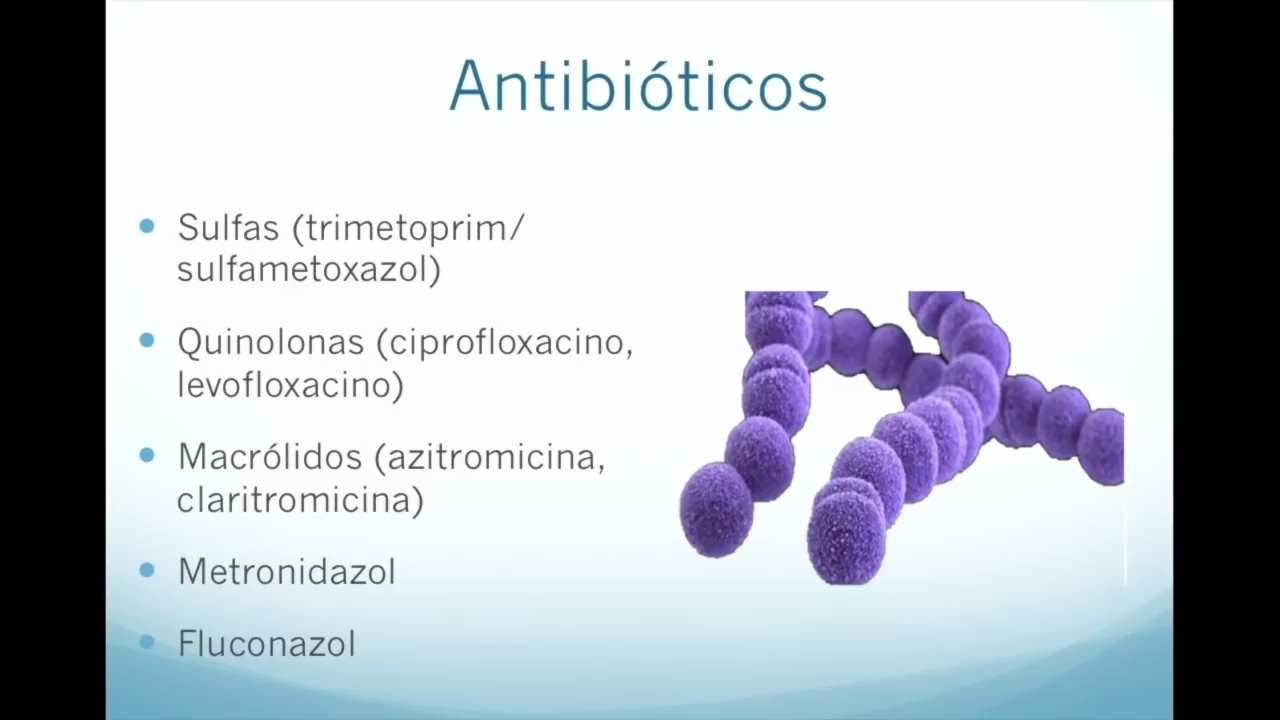 Antibióticos
Sulfas (trimetoprim/
sulfametoxazol)
Quinolonas (ciprofloxacino,
levofloxacino)
Macrólidos (azitromicina,
claritromicina)
Metronidazol
Fluconazol